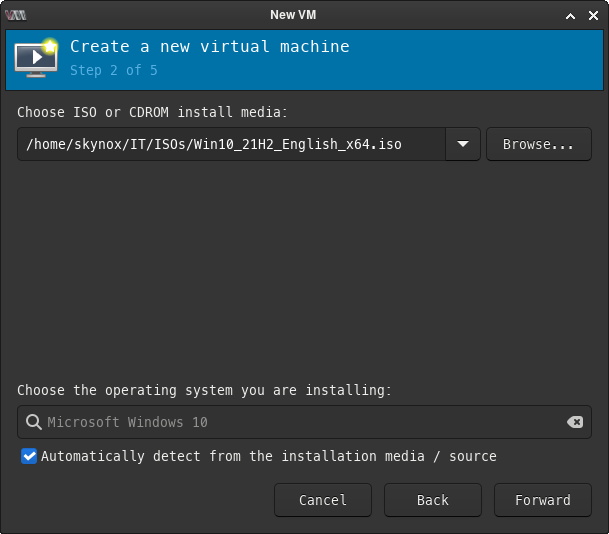 New VM
Create a new virtual machine
Step 2 of 5
Choose ISO or CDROM install media:
/home/skynox/IT/ISOs/Win10_21H2_English_x64.iso
Browse...
Choose the operating system you are installing:
Microsoft Windows 10
Automatically detect from the installation media / source
Cancel
Back
Forward